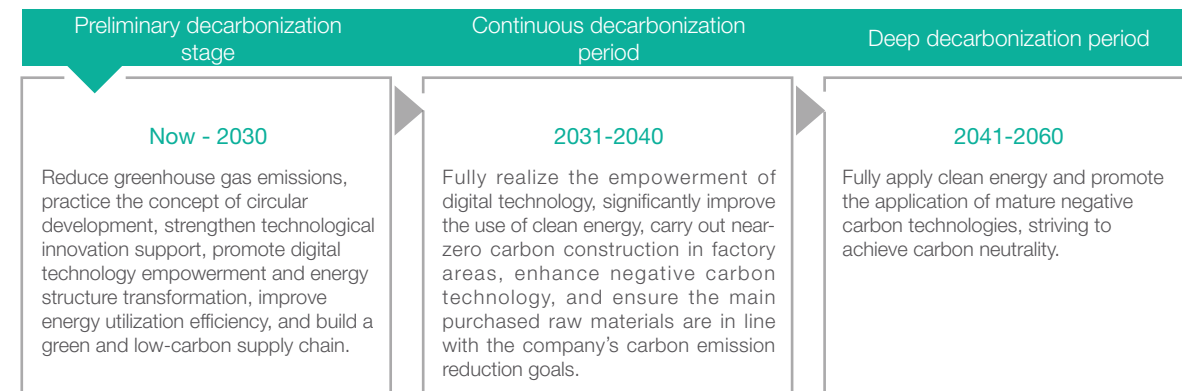 Preliminary decarbonization
stage
Continuous decarbonization
period
Deep decarbonization period
Now - 2030
Reduce greenhouse gas emissions,
practice the concept of circular
development, strengthen technological
innovation support, promote digital
technology empowerment and energy
structure transformation, improve
energy utilization efficiency, and build a
green and low-carbon supply chain.
2031-2040
Fully realize the empowerment of
digital technology, significantly improve
the use of clean energy, carry out near-
zero carbon construction in factory
areas, enhance negative carbon
technology, and ensure the main
purchased raw materials are in line
with the company's carbon emission
reduction goals.
2041-2060
Fully apply clean energy and promote
the application of mature negative
carbon technologies, striving to
achieve carbon neutrality.